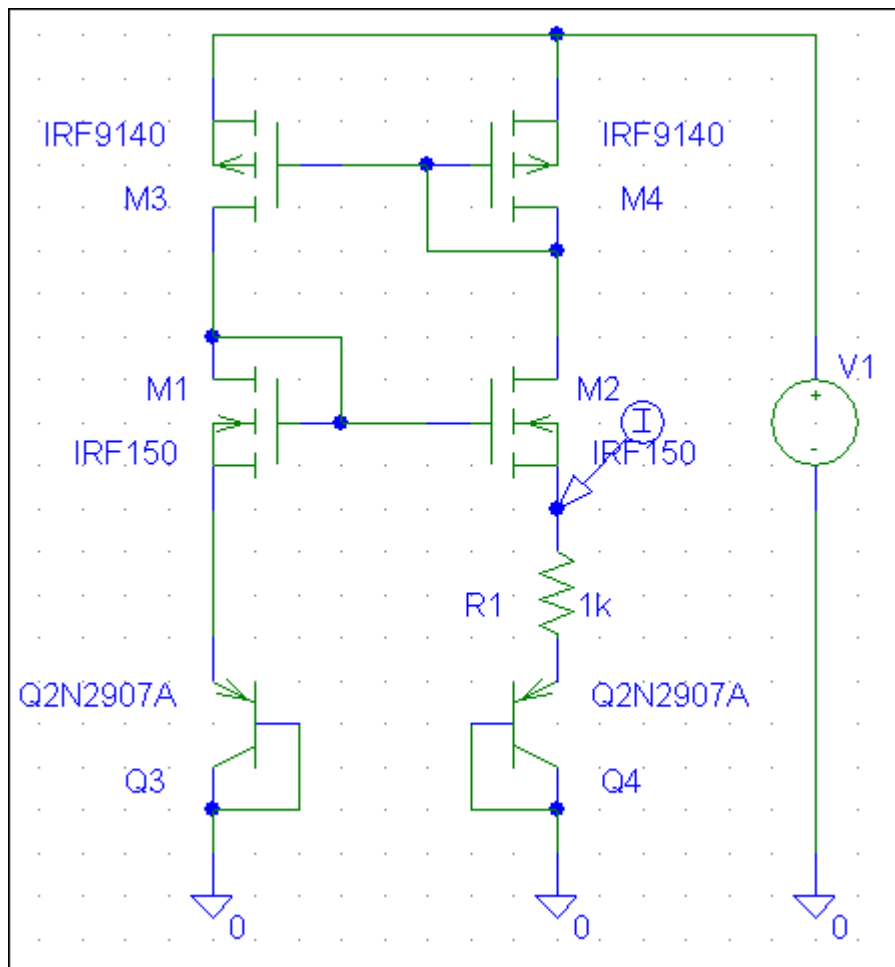 IRF9140
IRF9140
M3
M4
M1
M2
V1
+
I
IRF150
IRF150
-
R1
1k
Q2N2907A
Q2N2907A
Q3
Q4
0
0
0